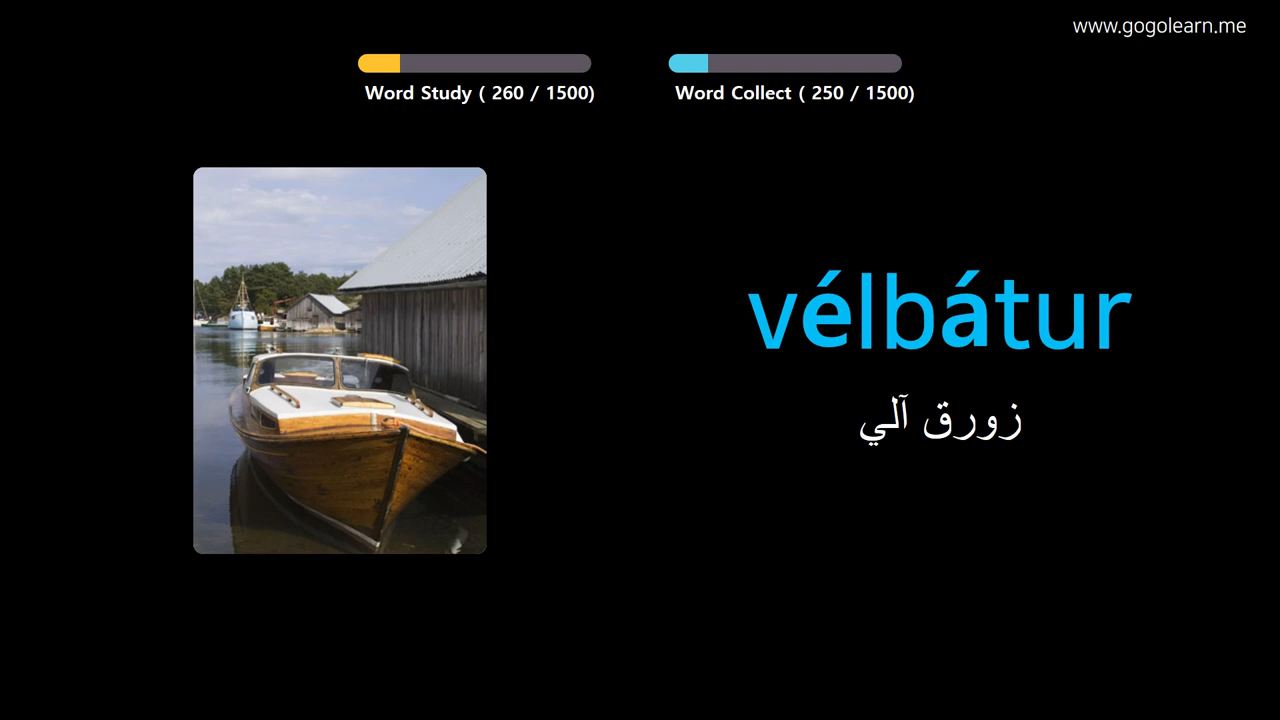 www.gogolearn.me
Word Study ( 260 / 1500)
Word Collect ( 250 / 1500)
vélbátur
زورق آلي